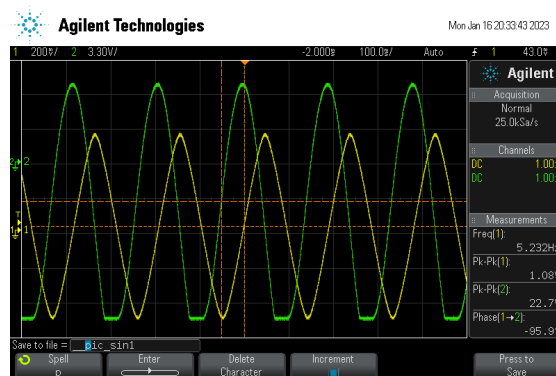 Agilent Technologies
Mon Jan 16 20:33:43 2023
1 200▿/ 2 3.30V/ -2.000s 100.0s/ Auto 1 43.0▿
Agilent
Acquisition
Normal
25.0kSa/s
Channels
DC 1.00:
DC 1.00:
Measurements
Freq(1):
5.232Hz
Pk-Pk(1):
1.08
Pk-Pk(2):
22.7
Phase(1→2):
-95.9
2
T
1
Save to file = __pic_sin1
Spell Enter Delete Increment Press to
p Character Save